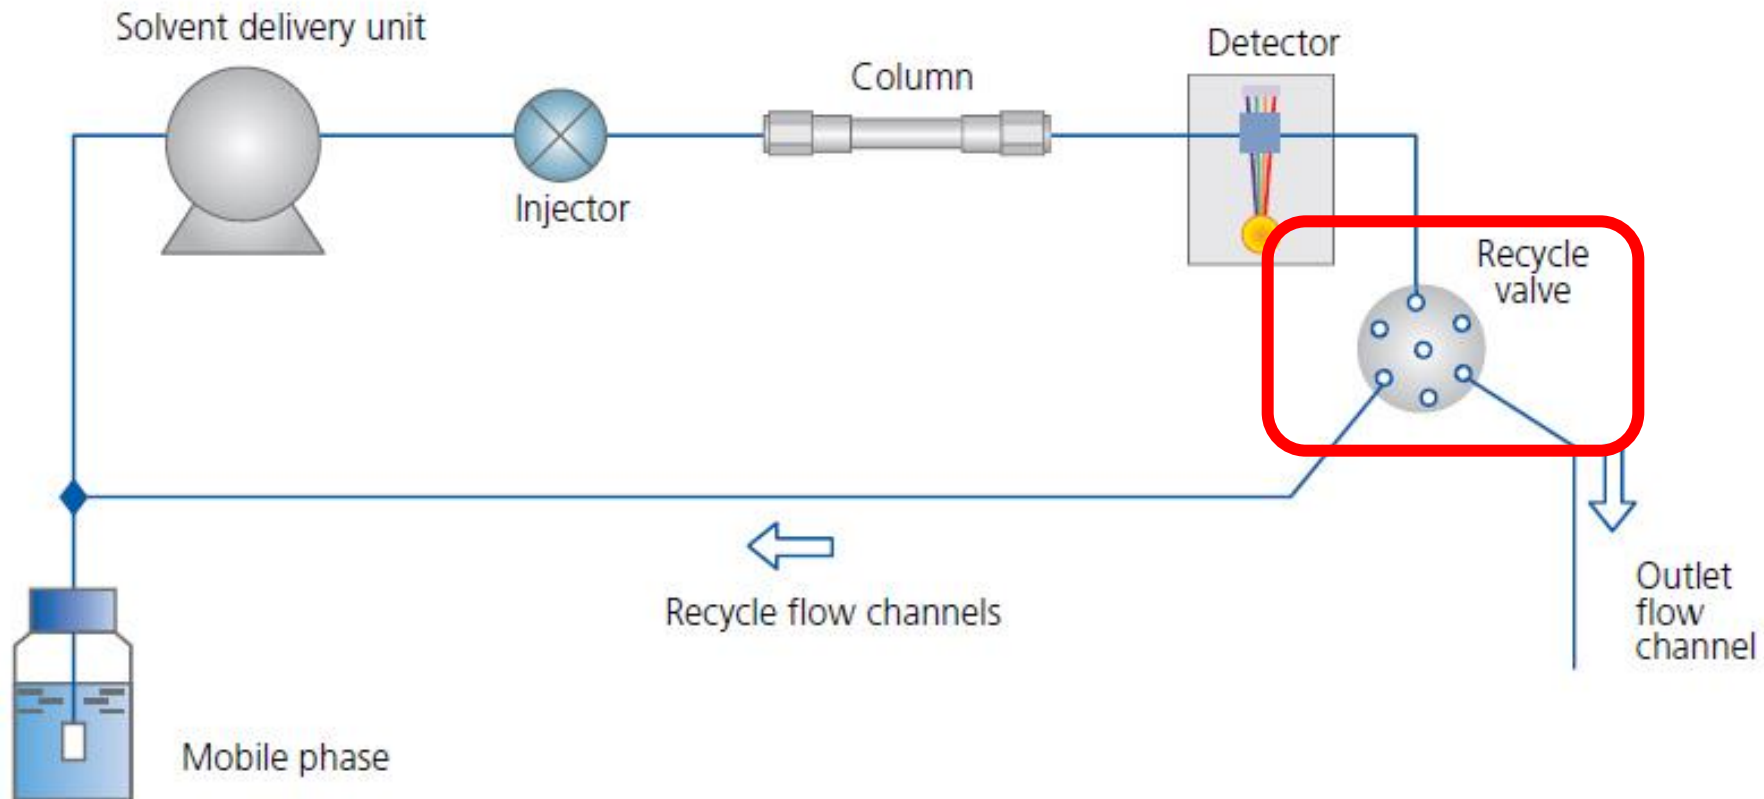 Solvent delivery unit
Detector
Column
Injector
Recycle
valve
Recycle flow channels
Outlet
flow
channel
Mobile phase